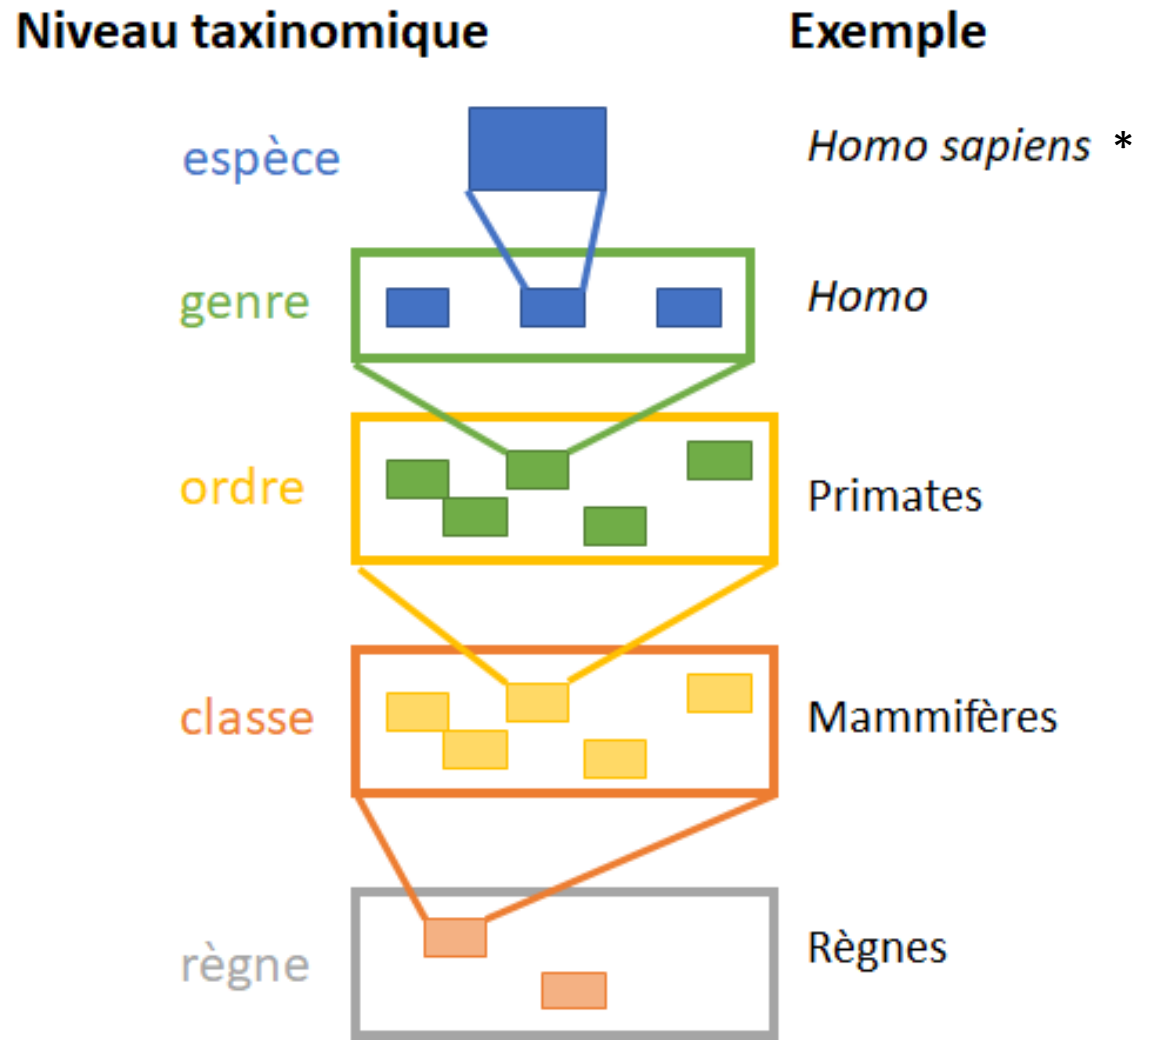 Niveau taxinomique Exemple
espèce Homo sapiens *
genre Homo
ordre Primates
classe Mammifères
règne Règnes